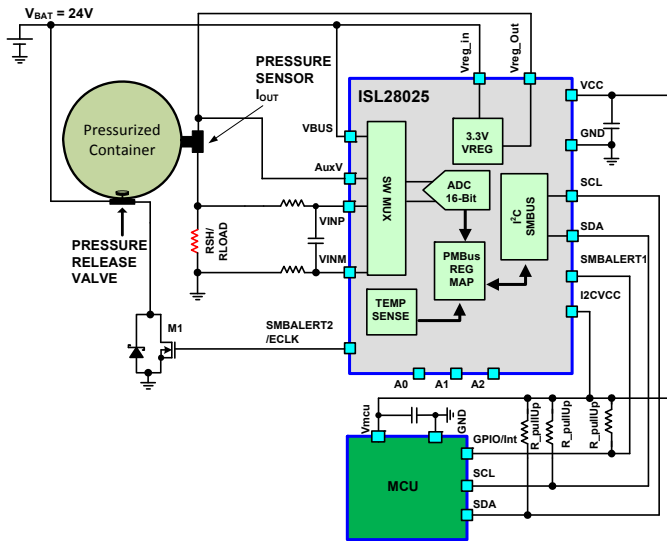 VBAT = 24V
Vreg_in
Vreg_Out
PRESSURE
SENSOR
IOUT
ISL28025
VCC
Pressurized
Container
VBUS
3.3V
VREG
GND
AuxV
SW MUX
ADC
16-Bit
I2C
SMBUS
SCL
VINP
SDA
RSH/
RLOAD
PRESSURE
RELEASE
VALVE
VINM
PMBus
REG
MAP
SMBALERT1
TEMP
SENSE
I2CVCC
M1
SMBALERT2
/ECLK
A0
A1
A2
Vmcu
GND
GPIO/Int
R_pullUp
R_pullUp
R_pullUp
MCU
SCL
SDA